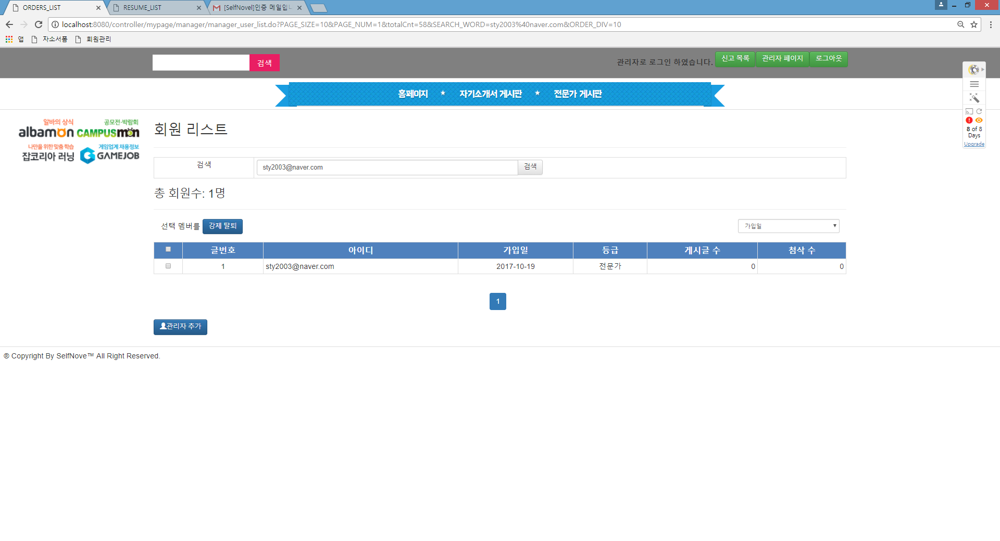 ORDERS_LIST
RESUME_LIST
[SelfNovel]인증 메일입니
localhost:8080/controller/mypage/manager/manager_user_list.do?PAGE_SIZE=10&PAGE_NUM=1&totalCnt=58&SEARCH_WORD=sty2003%40naver.com&ORDER_DIV=10
앱 자소서폼 회원관리
검색
관리자로 로그인 하였습니다. 신고 목록 관리자 페이지 로그아웃
홈페이지 ★ 자기소개서 게시판 ★ 전문가 게시판
알바의 상식
albamon
공모전·박람회
CAMPUSmon
나만을 위한 맞춤 학습
잡코리아 러닝
게임업계 채용정보
GAMEJOB
8 of 8
Days
Upgrade
회원 리스트
검색 sty2003@naver.com 검색
총 회원수: 1명
선택 멤버를 강제 탈퇴
가입일
글번호 아이디 가입일 등급 게시글 수 첨삭 수
1 sty2003@naver.com 2017-10-19 전문가 0 0
1
관리자 추가
® Copyright By SelfNove™ All Right Reserved.